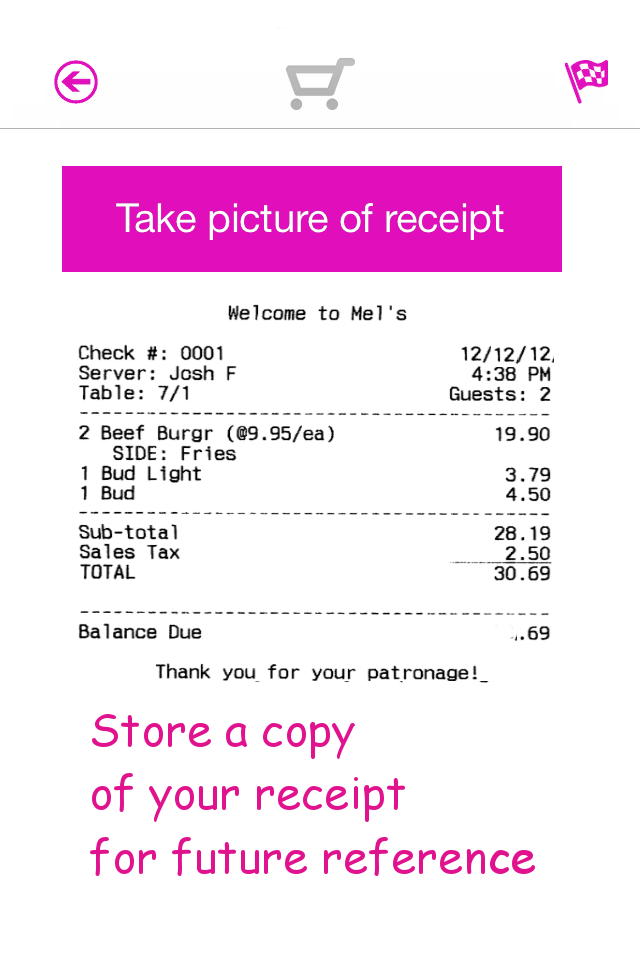 Take picture of receipt
Welcome to Mel's
Check #: 0001 12/12/12
Server: Josh F 4:38 PM
Table: 7/1 Guests: 2
2 Beef Burgr (@9.95/ea) 19.90
SIDE: Fries
1 Bud Light 3.79
1 Bud 4.50
Sub-total 28.19
Sales Tax 2.50
TOTAL 30.69
Balance Due .69
Thank you for your patronage!
Store a copy
of your receipt
for future reference